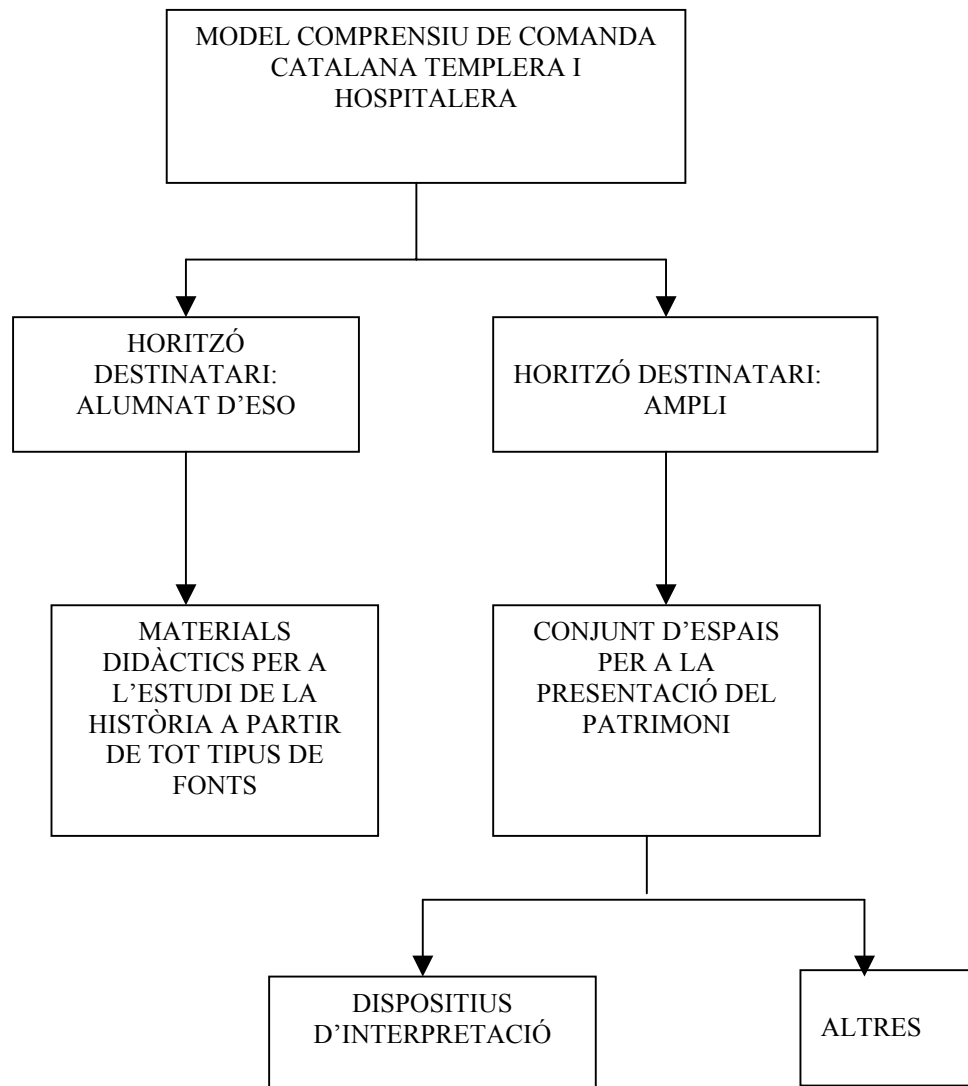 MODEL COMPRENSIU DE COMANDA
CATALANA TEMPLERA I
HOSPITALERA
HORITZÓ
DESTINATARI:
ALUMNAT D’ESO
HORITZÓ DESTINATARI:
AMPLI
MATERIALS
DIDÀCTICS PER A
L’ESTUDI DE LA
HISTÒRIA A PARTIR
DE TOT TIPUS DE
FONTS
CONJUNT D’ESPAIS
PER A LA
PRESENTACIÓ DEL
PATRIMONI
DISPOSITIUS
D’INTERPRETACIÓ
ALTRES